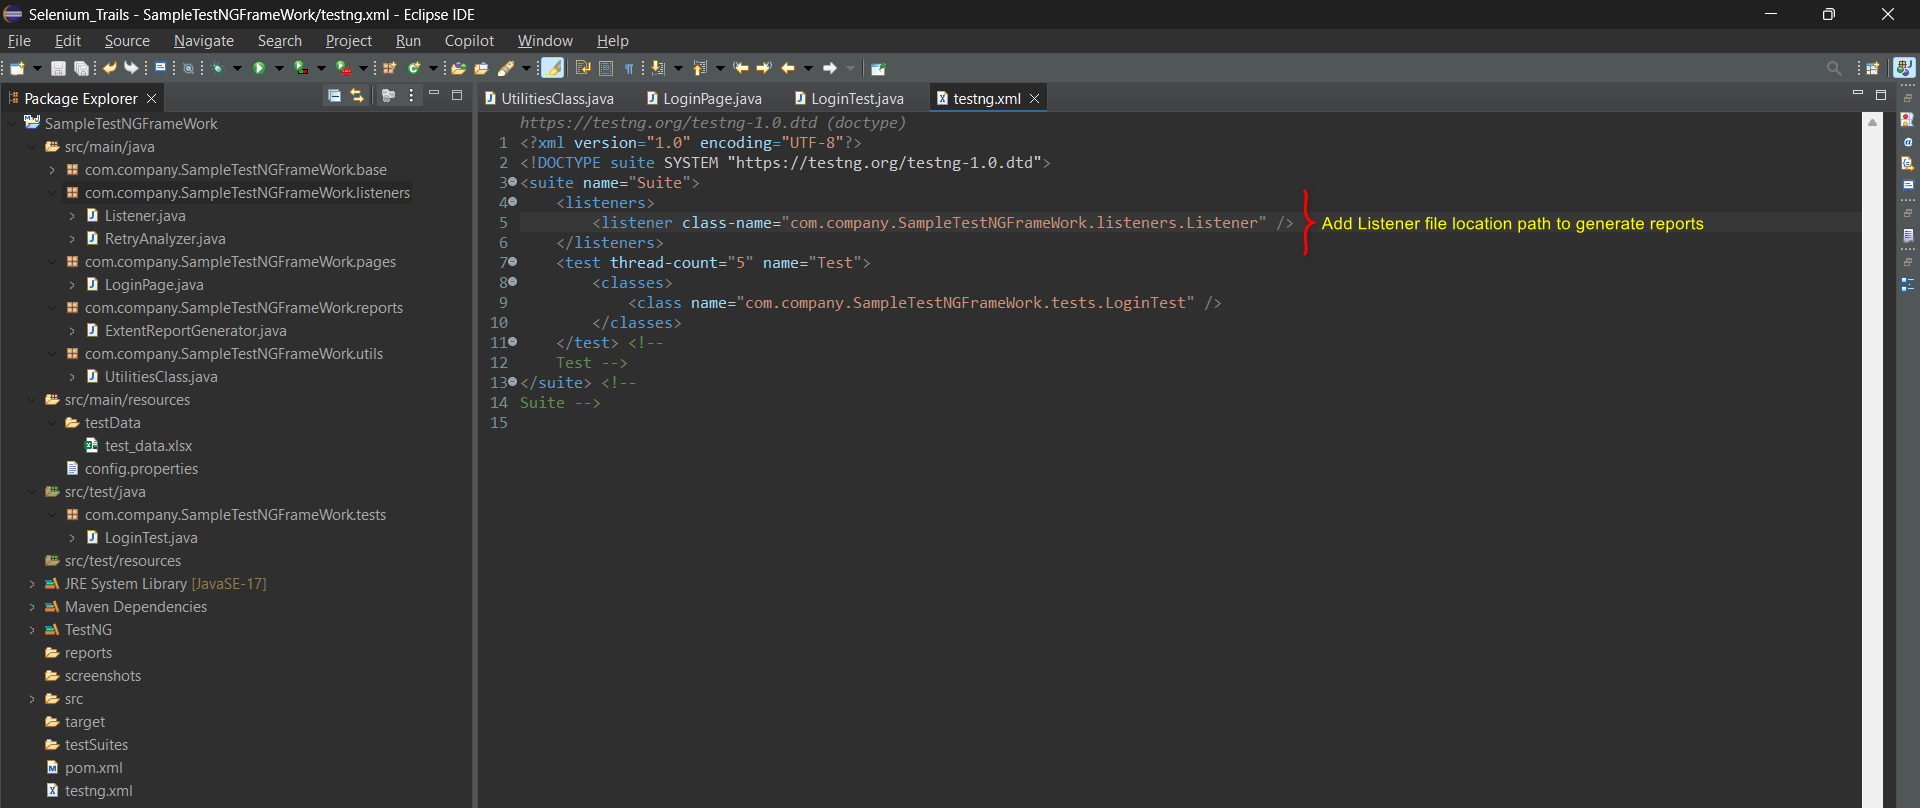 Selenium_Trails - SampleTestNGFrameWork/testng.xml - Eclipse IDE
File Edit Source Navigate Search Project Run Copilot Window Help
Package Explorer
SampleTestNGFrameWork
src/main/java
com.company.SampleTestNGFrameWork.base
com.company.SampleTestNGFrameWork.listeners
Listener.java
RetryAnalyzer.java
com.company.SampleTestNGFrameWork.pages
LoginPage.java
com.company.SampleTestNGFrameWork.reports
ExtentReportGenerator.java
com.company.SampleTestNGFrameWork.utils
UtilitiesClass.java
src/main/resources
testData
test_data.xlsx
config.properties
src/test/java
com.company.SampleTestNGFrameWork.tests
LoginTest.java
src/test/resources
JRE System Library [JavaSE-17]
Maven Dependencies
TestNG
reports
screenshots
src
target
testSuites
pom.xml
testng.xml
UtilitiesClass.java LoginPage.java LoginTest.java testng.xml
https://testng.org/testng-1.0.dtd (doctype)
1 <?xml version="1.0" encoding="UTF-8"?>
2 <!DOCTYPE suite SYSTEM "https://testng.org/testng-1.0.dtd">
3 <suite name="Suite">
4 <listeners>
5 <listener class-name="com.company.SampleTestNGFrameWork.listeners.Listener" /> Add Listener file location path to generate reports
6 </listeners>
7 <test thread-count="5" name="Test">
8 <classes>
9 <class name="com.company.SampleTestNGFrameWork.tests.LoginTest" />
10 </classes>
11 </test> <!--
12 Test -->
13 </suite> <!--
14 Suite -->
15